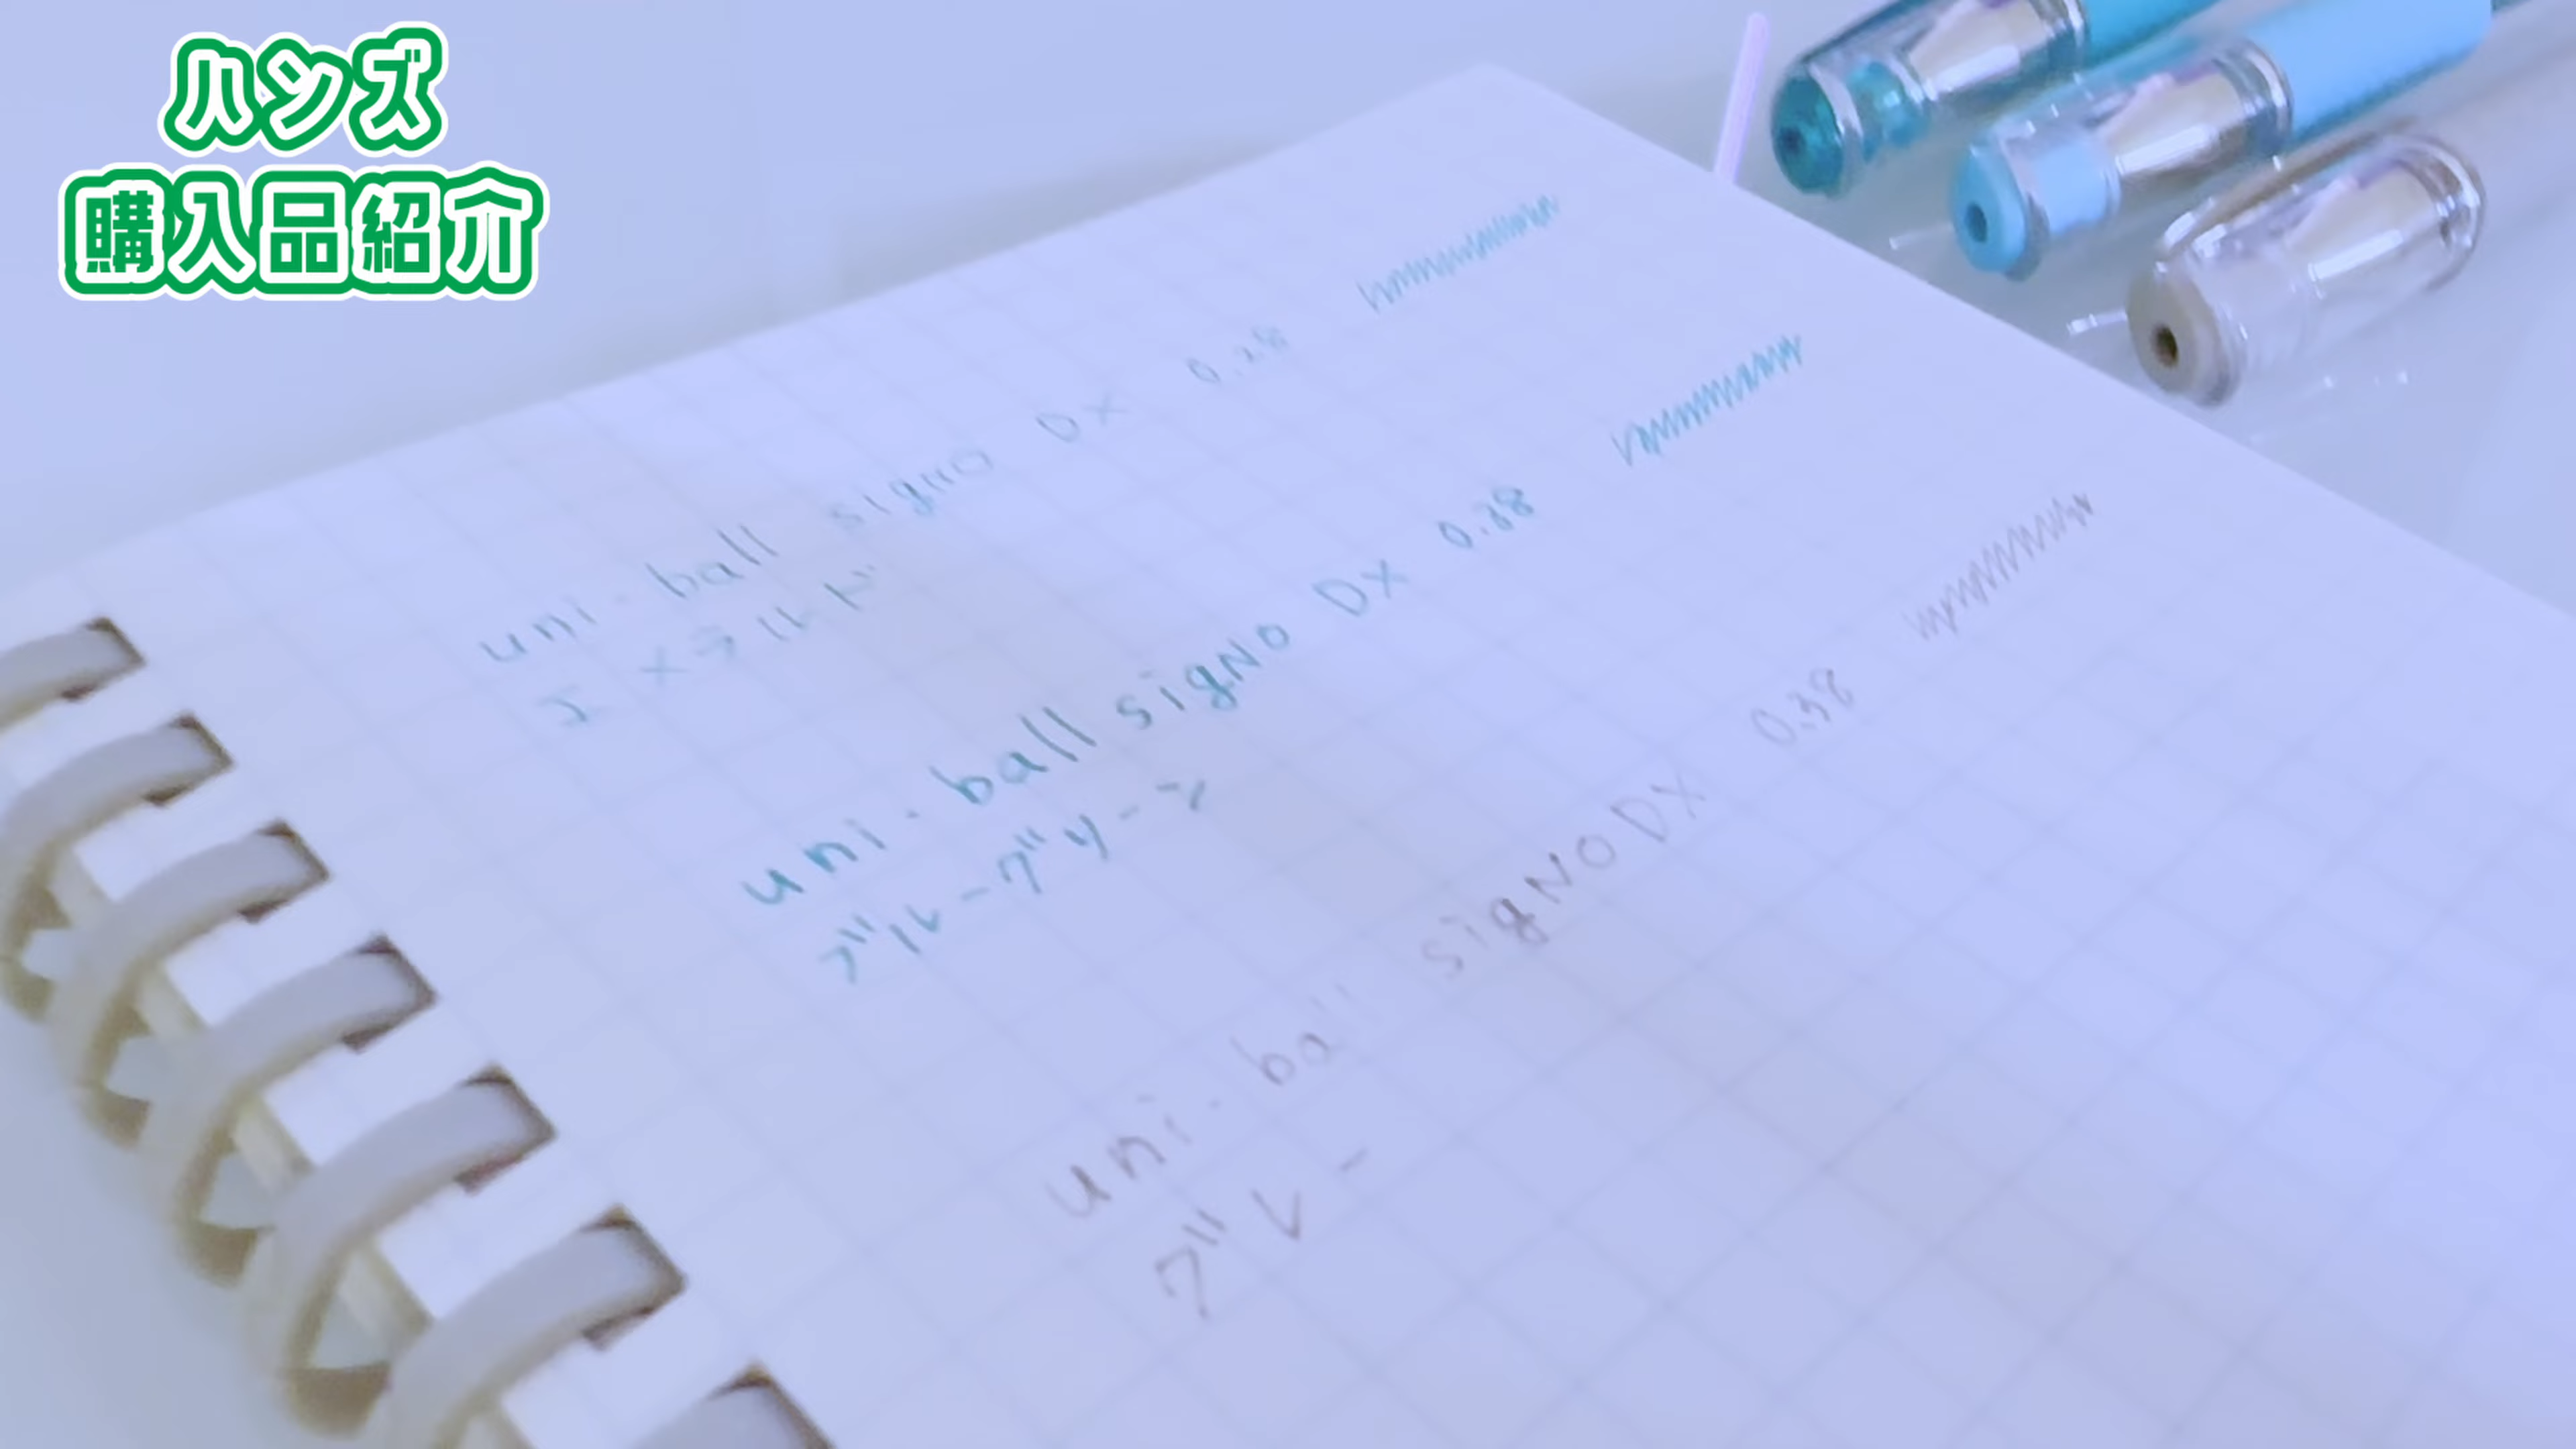 ハンズ
購入品紹介
uni-ball sigNO DX 0.28
エメラルド
uni-ball sigNO DX 0.38
ブルーグリーン
uni-ball sigNO DX 0.38
グレー